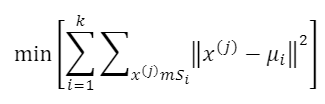 min[∑_{i=1}^{k} ∑_{x^{(j)}mS_i} ‖x^{(j)} − μ_i‖^2]